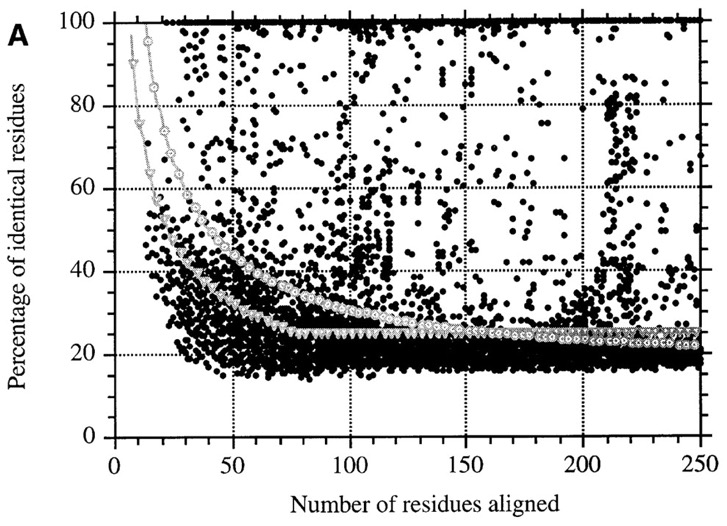 A
100
80
60
40
20
0
Percentage of identical residues
0 50 100 150 200 250
Number of residues aligned